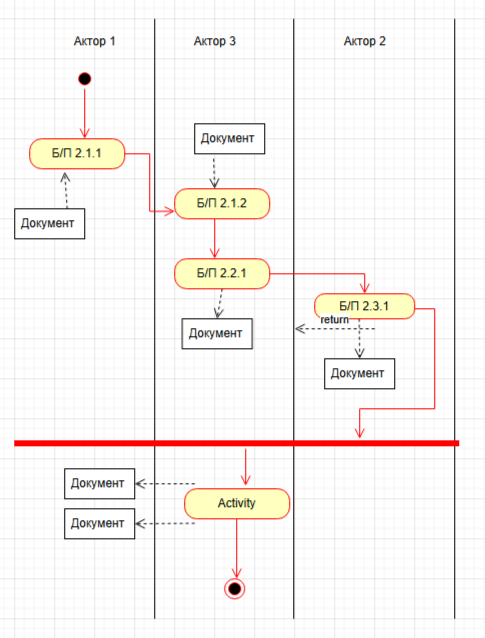 Актор 1
Актор 3
Актор 2
Документ
Б/П 2.1.1
Б/П 2.1.2
Документ
Б/П 2.2.1
Б/П 2.3.1
return
Документ
Документ
Документ
Activity
Документ